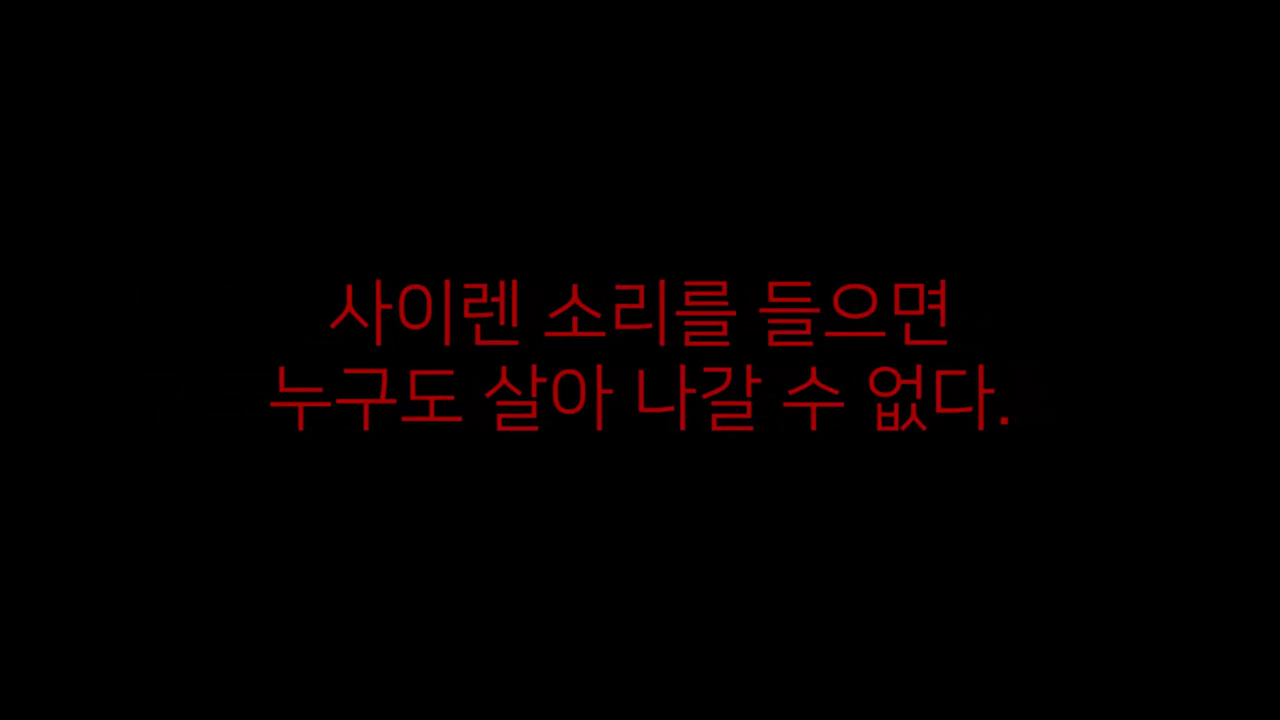 사이렌 소리를 들으면
누구도 살아 나갈 수 없다.